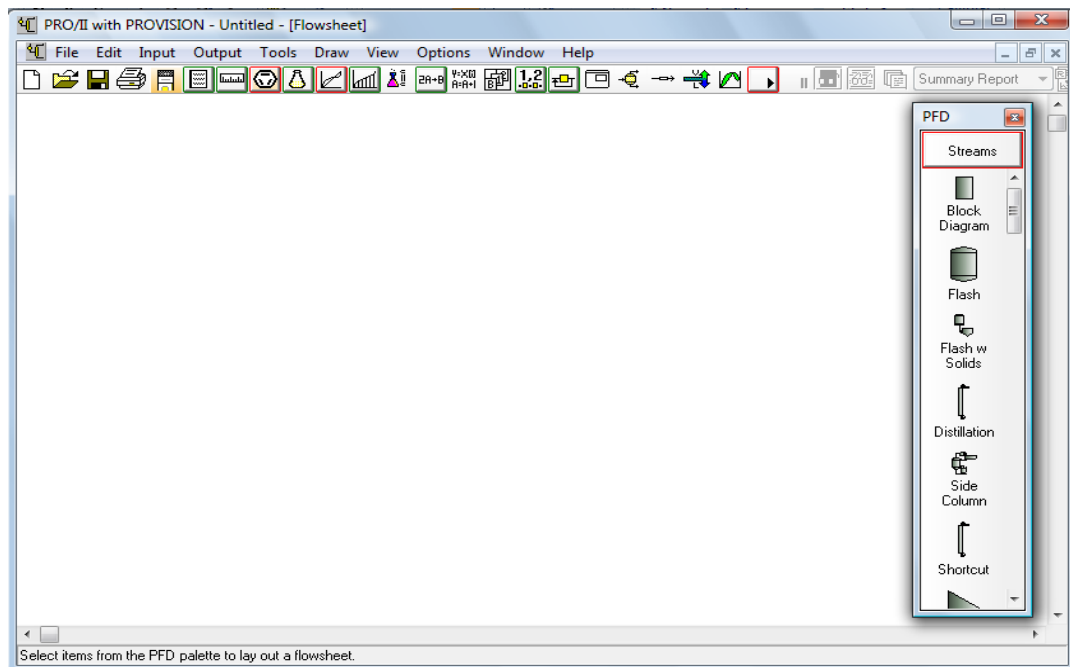 PRO/II with PROVISION - Untitled - [Flowsheet]
File Edit Input Output Tools Draw View Options Window Help
2A+B
1.2
Summary Report
PFD
Streams
Block
Diagram
Flash
Flash w
Solids
Distillation
Side
Column
Shortcut
Select items from the PFD palette to lay out a flowsheet.